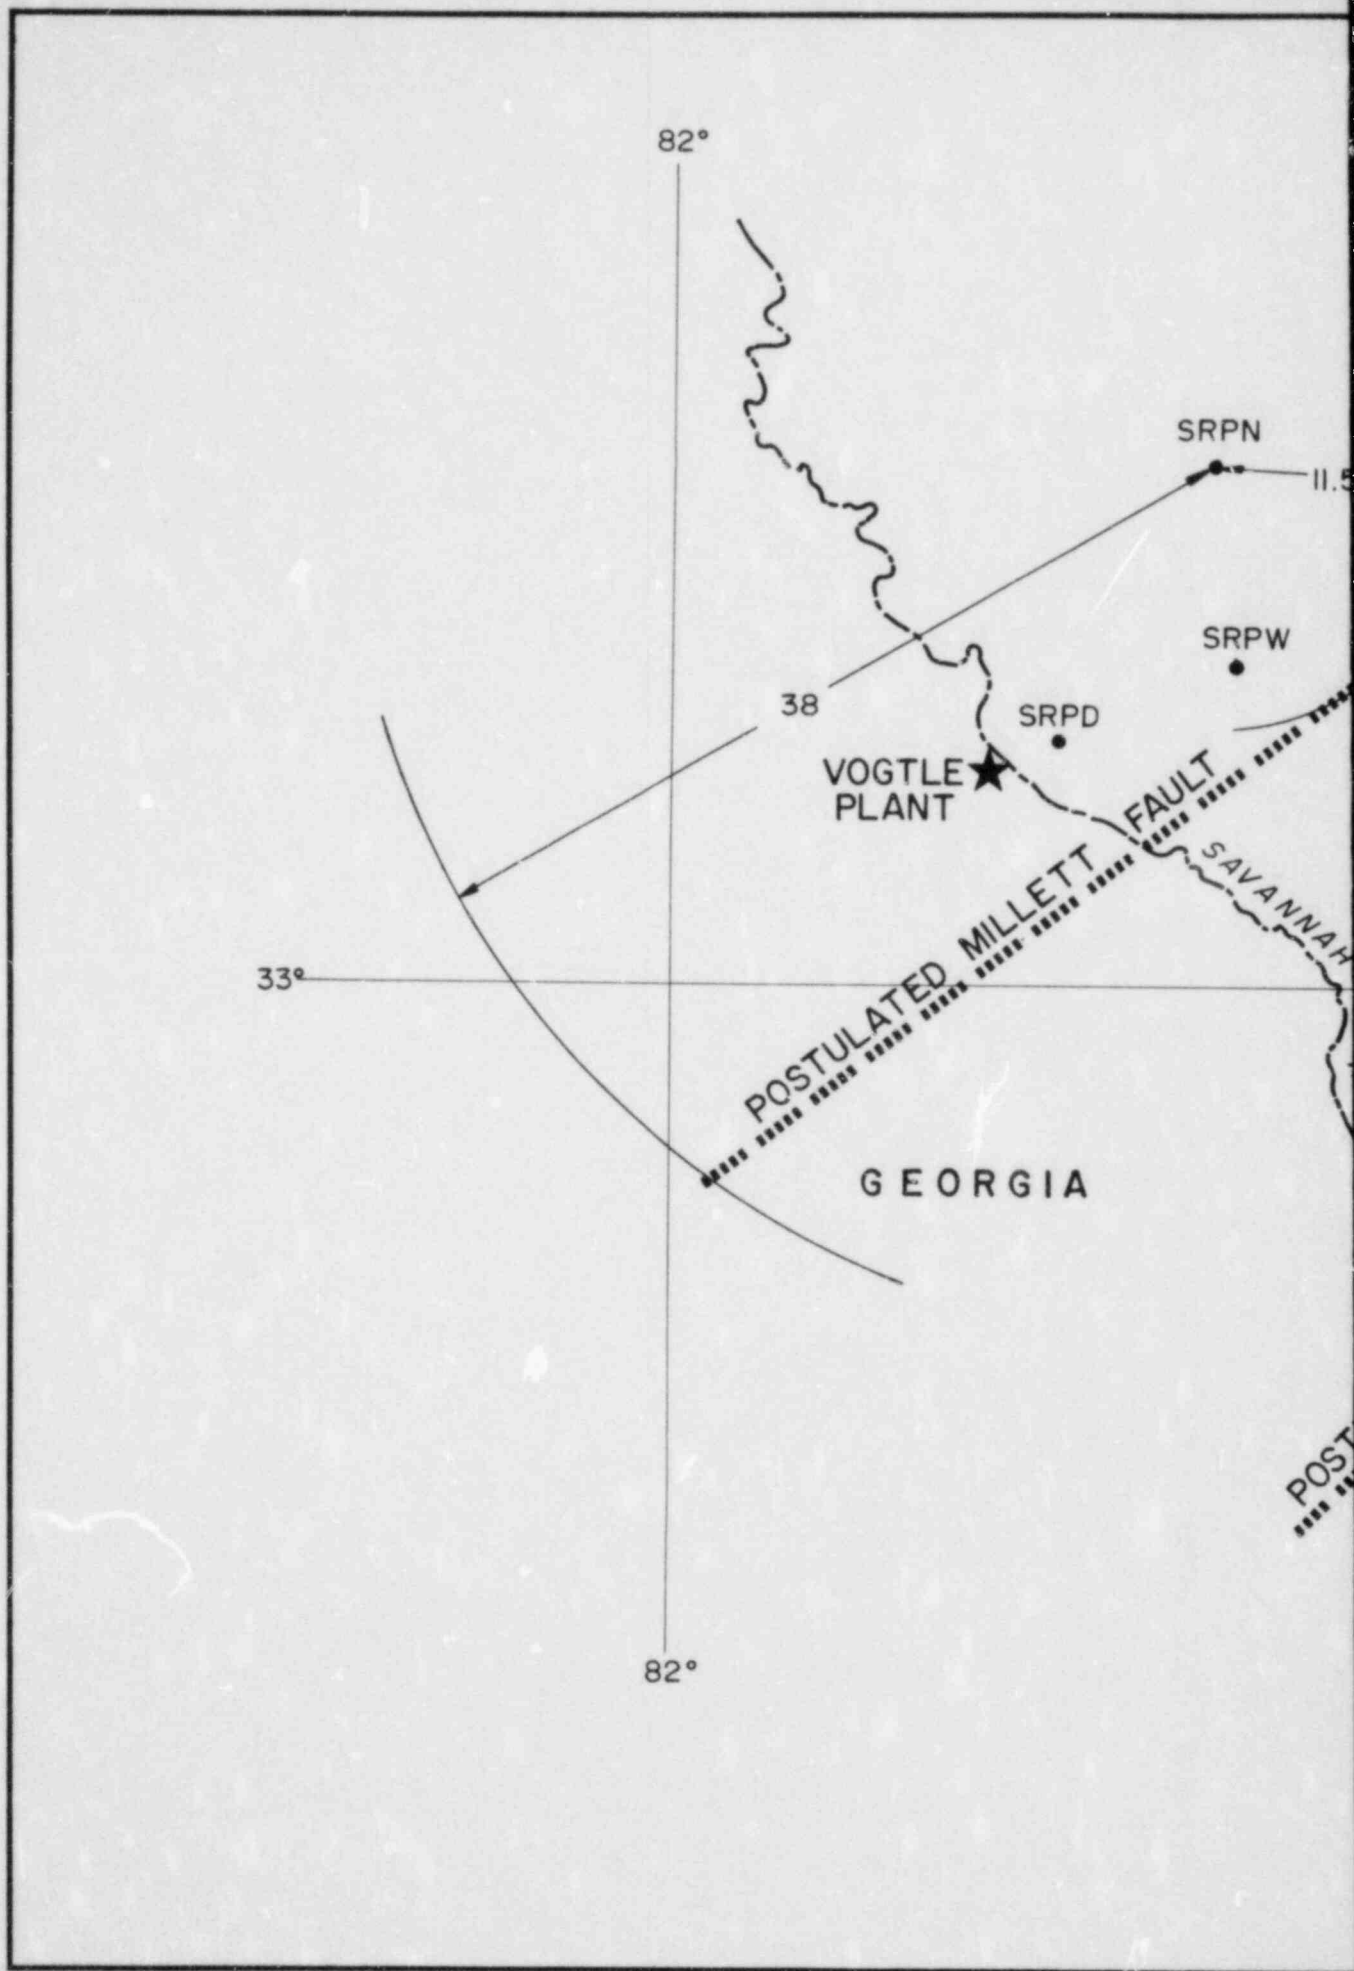 82°
SRPN
11.5
SRPW
38
SRPD
VOGTLE
PLANT
POSTULATED MILLETT FAULT
SAVANNAH
33°
GEORGIA
POST
82°